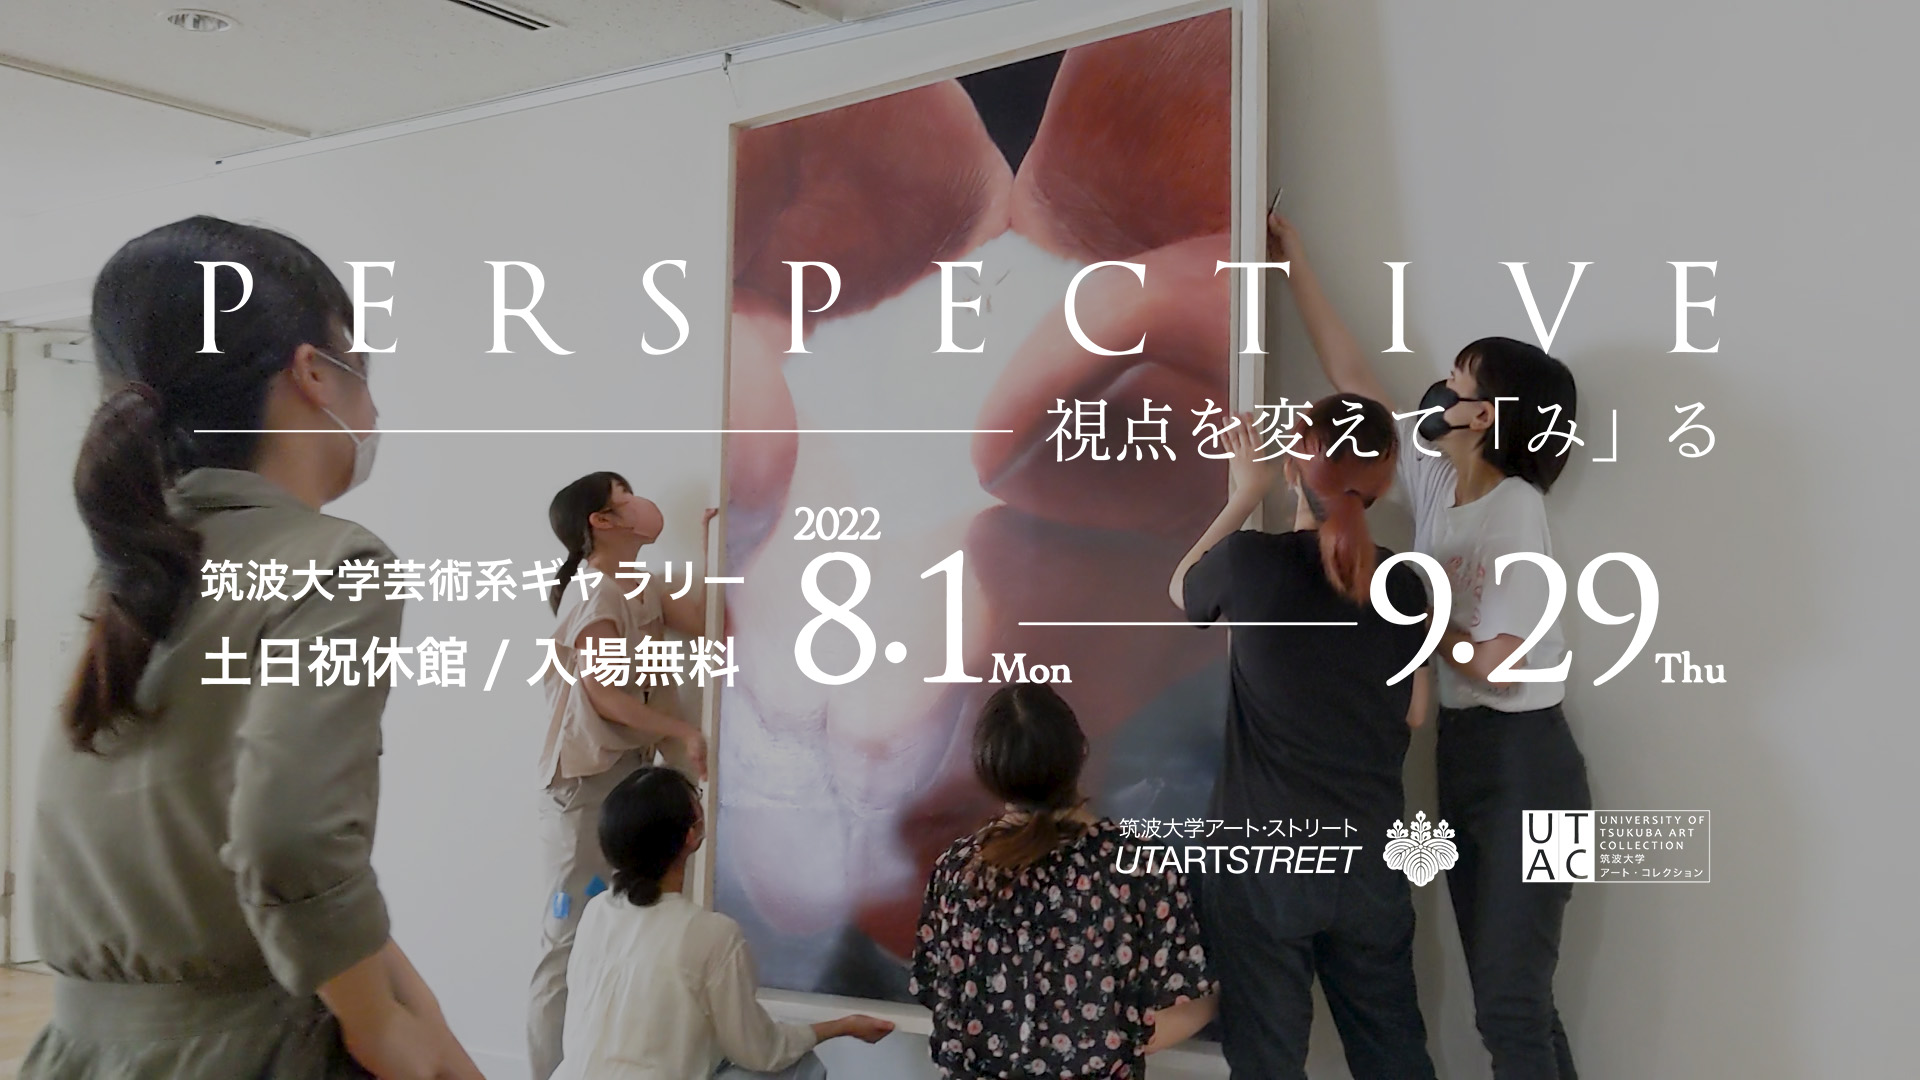 PERSPECTIVE
視点を変えて「み」る
筑波大学芸術系ギャラリー
土日祝休館 / 入場無料
2022
8.1 Mon
9.29 Thu
筑波大学アート・ストリート
UTARTSTREET
UT
AC
UNIVERSITY OF
TSUKUBA ART
COLLECTION
筑波大学
アート・コレクション